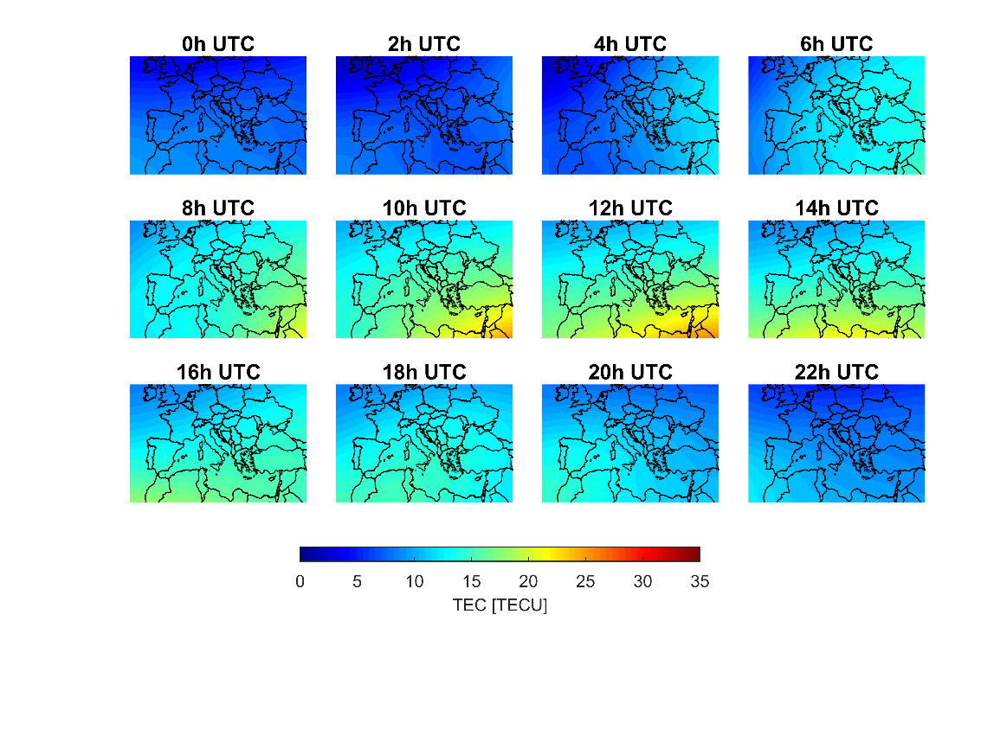 0h UTC 2h UTC 4h UTC 6h UTC
8h UTC 10h UTC 12h UTC 14h UTC
16h UTC 18h UTC 20h UTC 22h UTC
0 5 10 15 20 25 30 35
TEC [TECU]